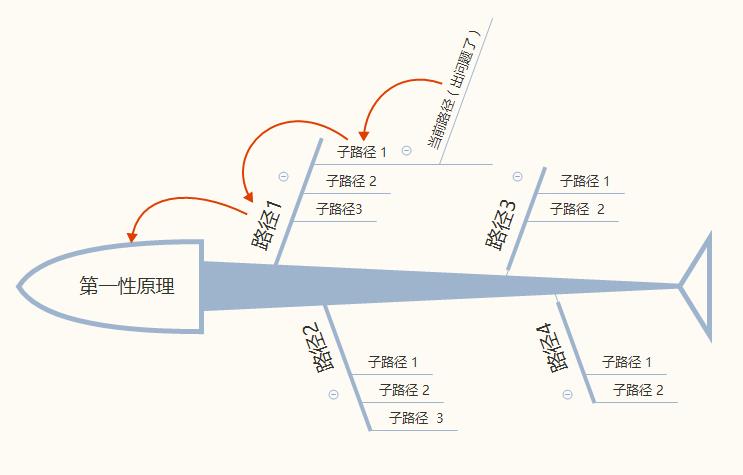 当前路径（出问题了）
子路径 1
子路径 2
子路径3
路径1
子路径 1
子路径 2
路径3
第一性原理
路径2
子路径 1
子路径 2
子路径 3
路径4
子路径 1
子路径 2